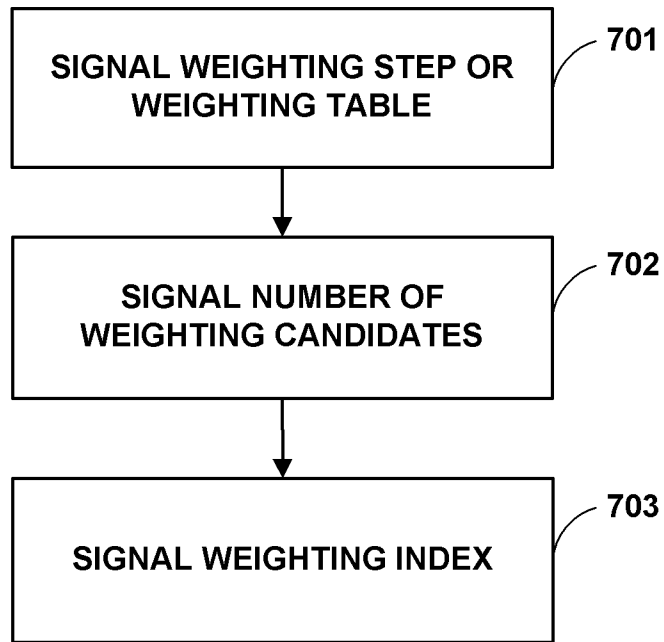 SIGNAL WEIGHTING STEP OR
WEIGHTING TABLE
701
SIGNAL NUMBER OF
WEIGHTING CANDIDATES
702
SIGNAL WEIGHTING INDEX
703